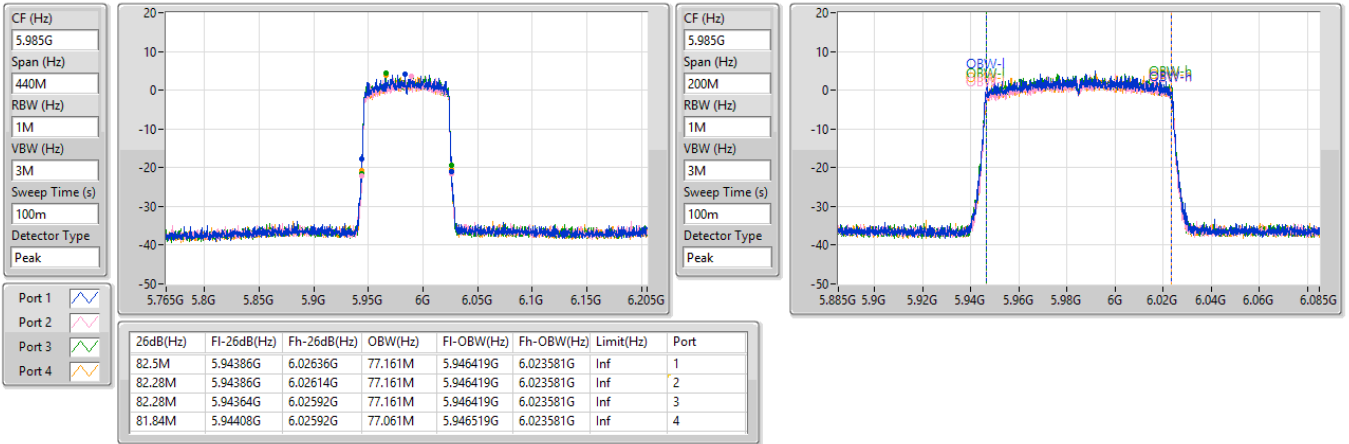 CF (Hz)
5.985G
Span (Hz)
440M
RBW (Hz)
1M
VBW (Hz)
3M
Sweep Time (s)
100m
Detector Type
Peak
20
10
0
-10
-20
-30
-40
-50
5.765G 5.8G 5.85G 5.9G 5.95G 6G 6.05G 6.1G 6.15G 6.205G
CF (Hz)
5.985G
Span (Hz)
200M
RBW (Hz)
1M
VBW (Hz)
3M
Sweep Time (s)
100m
Detector Type
Peak
20
10
0
-10
-20
-30
-40
-50
OBW-l
OBW-h
5.885G 5.9G 5.92G 5.94G 5.96G 5.98G 6G 6.02G 6.04G 6.06G 6.085G
Port 1
Port 2
Port 3
Port 4
26dB(Hz) Fl-26dB(Hz) Fh-26dB(Hz) OBW(Hz) Fl-OBW(Hz) Fh-OBW(Hz) Limit(Hz) Port
82.5M 5.94386G 6.02636G 77.161M 5.946419G 6.023581G Inf 1
82.28M 5.94386G 6.02614G 77.161M 5.946419G 6.023581G Inf 2
82.28M 5.94364G 6.02592G 77.161M 5.946419G 6.023581G Inf 3
81.84M 5.94408G 6.02592G 77.061M 5.946519G 6.023581G Inf 4